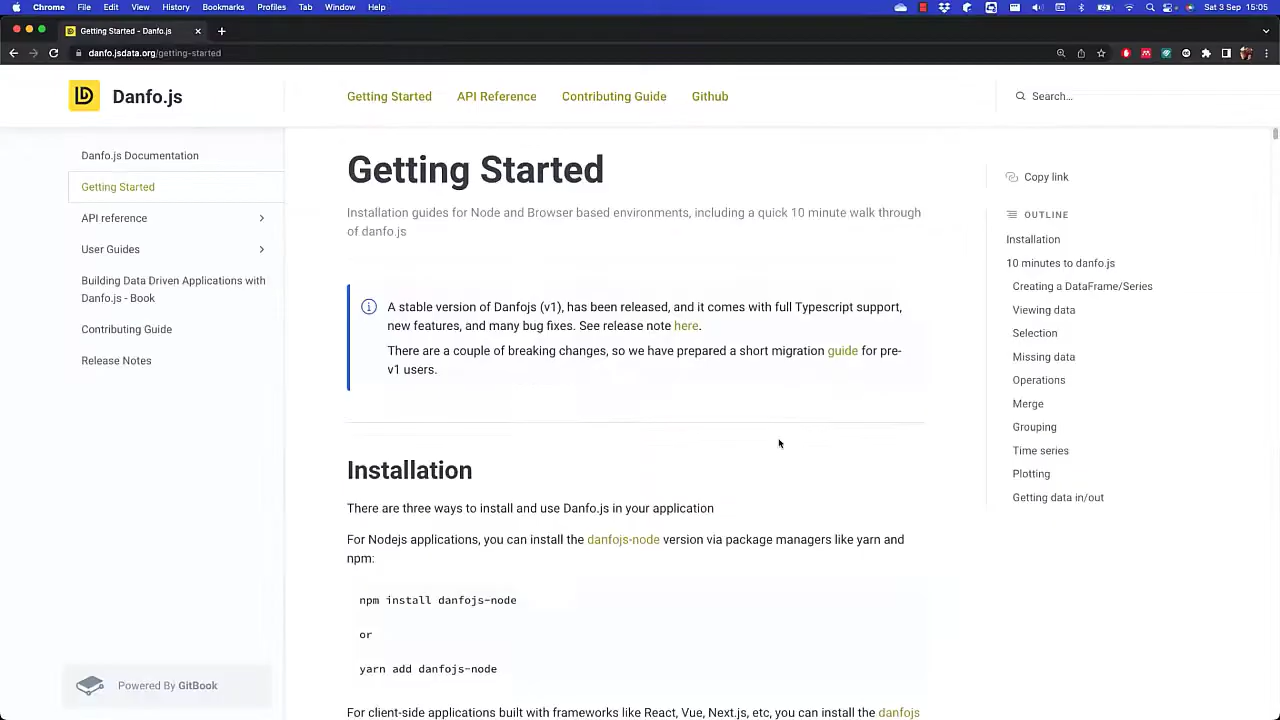 Chrome File Edit View History Bookmarks Profiles Tab Window Help Sat 3 Sep 15:05
Getting Started - Danfo.js
danfo.jsdata.org/getting-started
Danfo.js
Getting Started API Reference Contributing Guide Github
Search...
Danfo.js Documentation
Getting Started
API reference
User Guides
Building Data Driven Applications with
Danfo.js - Book
Contributing Guide
Release Notes
Powered By GitBook
Getting Started
Installation guides for Node and Browser based environments, including a quick 10 minute walk through
of danfo.js
A stable version of Danfojs (v1), has been released, and it comes with full Typescript support,
new features, and many bug fixes. See release note here.
There are a couple of breaking changes, so we have prepared a short migration guide for pre-
v1 users.
Installation
There are three ways to install and use Danfo.js in your application
For Nodejs applications, you can install the danfojs-node version via package managers like yarn and
npm:
npm install danfojs-node
or
yarn add danfojs-node
For client-side applications built with frameworks like React, Vue, Next.js, etc, you can install the danfojs
Copy link
OUTLINE
Installation
10 minutes to danfo.js
Creating a DataFrame/Series
Viewing data
Selection
Missing data
Operations
Merge
Grouping
Time series
Plotting
Getting data in/out